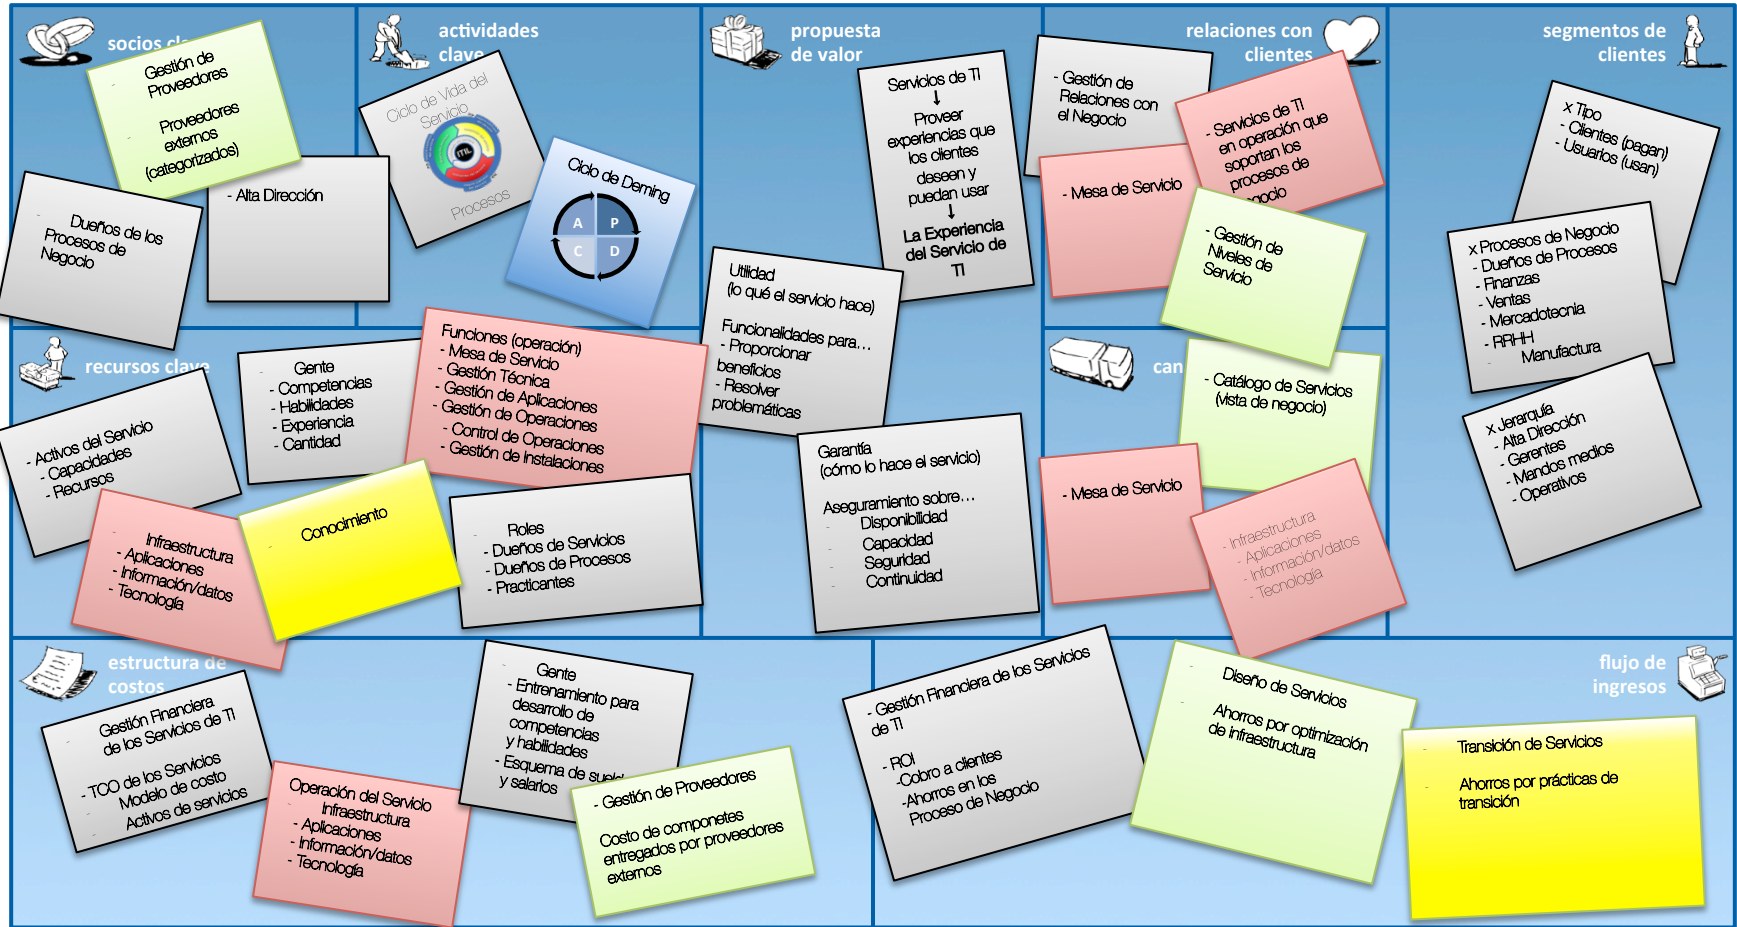 socios
Gestión de
Proveedores
Proveedores
externos
(categorizados)
- Alta Dirección
Dueños de los
Procesos de
Negocio
actividades
clave
Ciclo de Vida del
Servicio
ITIL
Procesos
Ciclo de Deming
A P
C D
propuesta
de valor
Servicios de TI
Proveer
experiencias que
los clientes
deseen y
puedan usar
La Experiencia
del Servicio de
TI
Utilidad
(lo qué el servicio hace)
Funcionalidades para...
- Proporcionar
beneficios
- Resolver
problemáticas
Garantía
(cómo lo hace el servicio)
Aseguramiento sobre...
- Disponibilidad
- Capacidad
- Seguridad
- Continuidad
relaciones con
clientes
- Gestión de
Relaciones con
el Negocio
- Servicios de TI
en operación que
soportan los
procesos de
negocio
- Mesa de Servicio
- Gestión de
Niveles de
Servicio
segmentos de
clientes
x Tipo
- Clientes (pagan)
- Usuarios (usan)
x Procesos de Negocio
- Dueños de Procesos
- Finanzas
- Ventas
- Mercadotecnia
- RRHH
- Manufactura
x Jerarquía
- Alta Dirección
- Gerentes
- Mandos medios
- Operativos
recursos clave
- Activos del Servicio
- Capacidades
- Recursos
- Gente
- Competencias
- Habilidades
- Experiencia
- Cantidad
Funciones (operación)
- Mesa de Servicio
- Gestión Técnica
- Gestión de Aplicaciones
- Gestión de Operaciones
- Control de Operaciones
- Gestión de Instalaciones
- Infraestructura
- Aplicaciones
- Información/datos
- Tecnología
- Conocimiento
- Roles
- Dueños de Servicios
- Dueños de Procesos
- Practicantes
can
- Catálogo de Servicios
(vista de negocio)
- Mesa de Servicio
- Infraestructura
- Aplicaciones
- Información/datos
- Tecnología
estructura de
costos
- Gestión Financiera
de los Servicios de TI
- TCO de los Servicios
- Modelo de costo
- Activos de servicios
Operación del Servicio
- Infraestructura
- Aplicaciones
- Información/datos
- Tecnología
- Gente
- Entrenamiento para
desarrollo de
competencias
y habilidades
- Esquema de
y salarios
- Gestión de Proveedores
Costo de componetes
entregados por proveedores
externos
flujo de
ingresos
- Gestión Financiera de los Servicios
de TI
- ROI
-Cobro a clientes
-Ahorros en los
Proceso de Negocio
- Diseño de Servicios
- Ahorros por optimización
de infraestructura
- Transición de Servicios
- Ahorros por prácticas de
transición